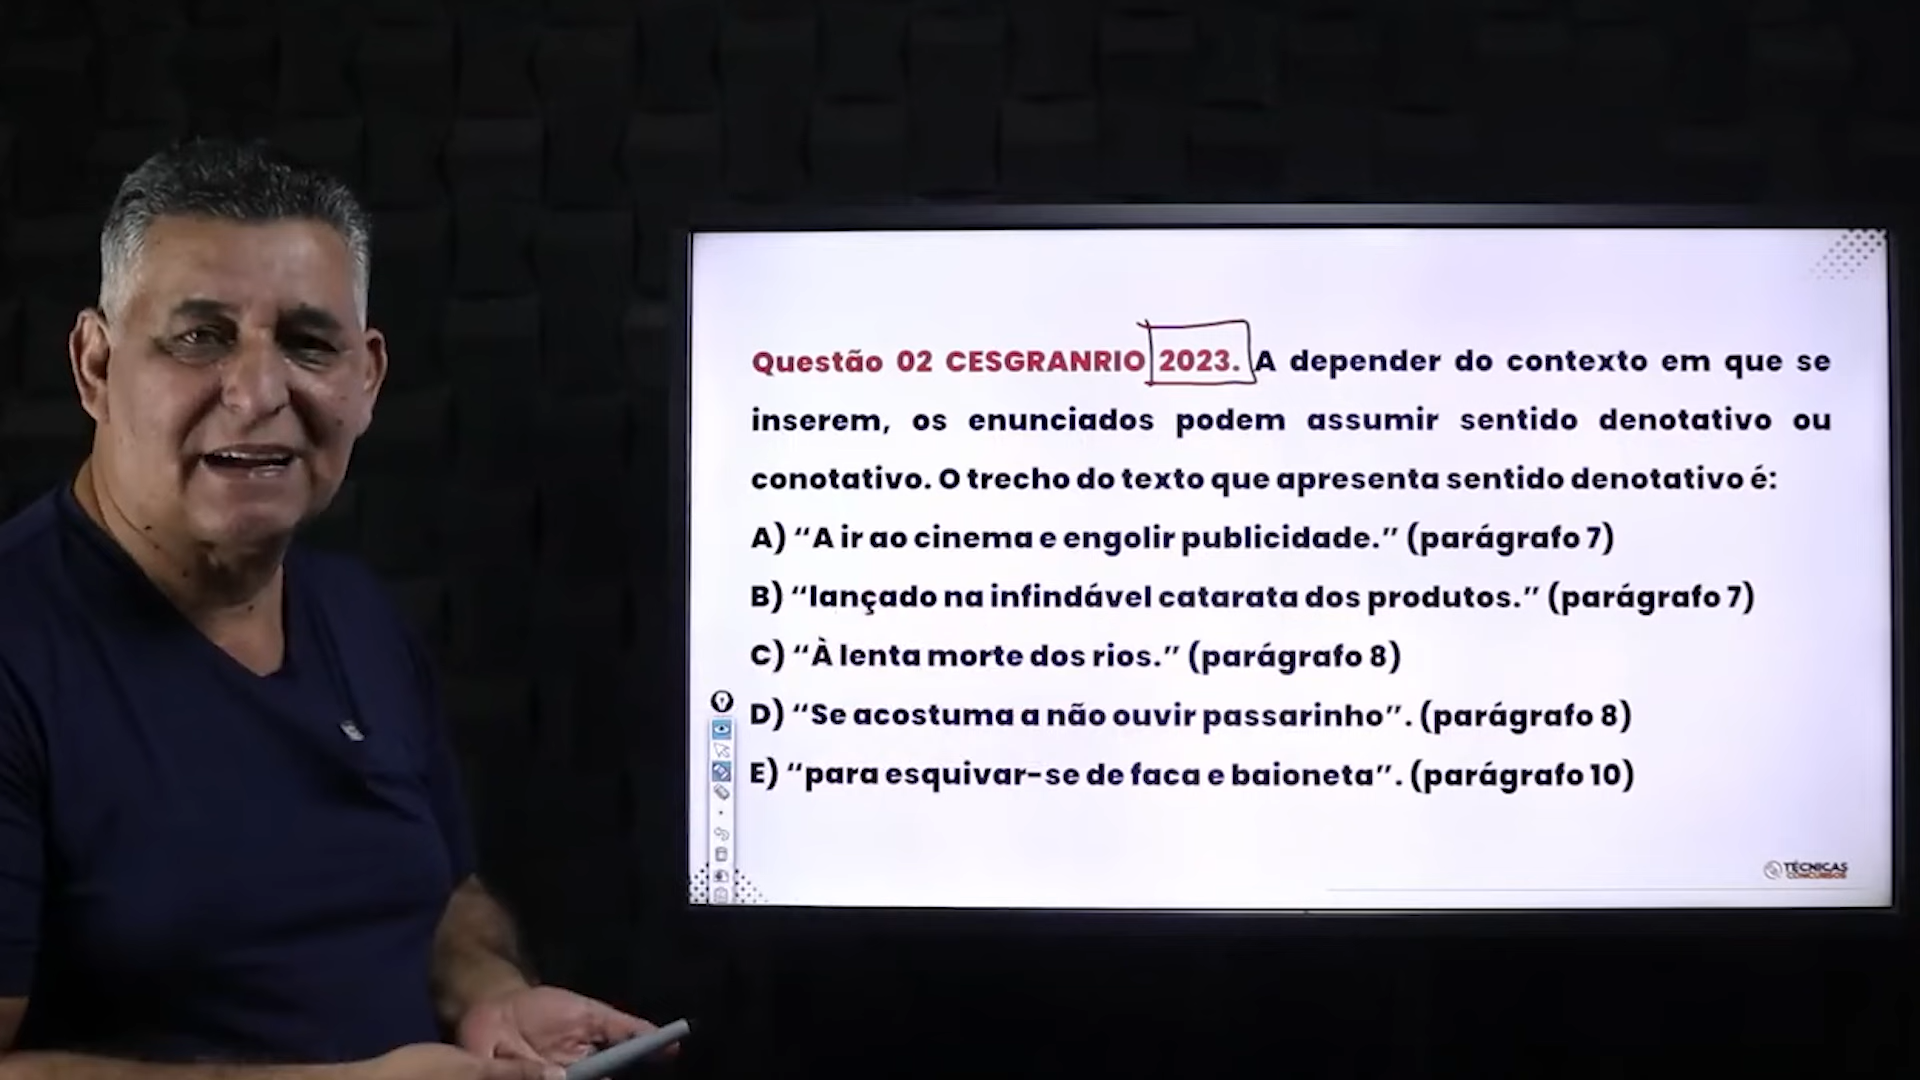 Questão 02 CESGRANRIO 2023. A depender do contexto em que se
inserem, os enunciados podem assumir sentido denotativo ou
conotativo. O trecho do texto que apresenta sentido denotativo é:
A) “A ir ao cinema e engolir publicidade.” (parágrafo 7)
B) “lançado na infindável catarata dos produtos.” (parágrafo 7)
C) “À lenta morte dos rios.” (parágrafo 8)
D) “Se acostuma a não ouvir passarinho”. (parágrafo 8)
E) “para esquivar-se de faca e baioneta”. (parágrafo 10)
TÉCNICAS
CONCURSOS